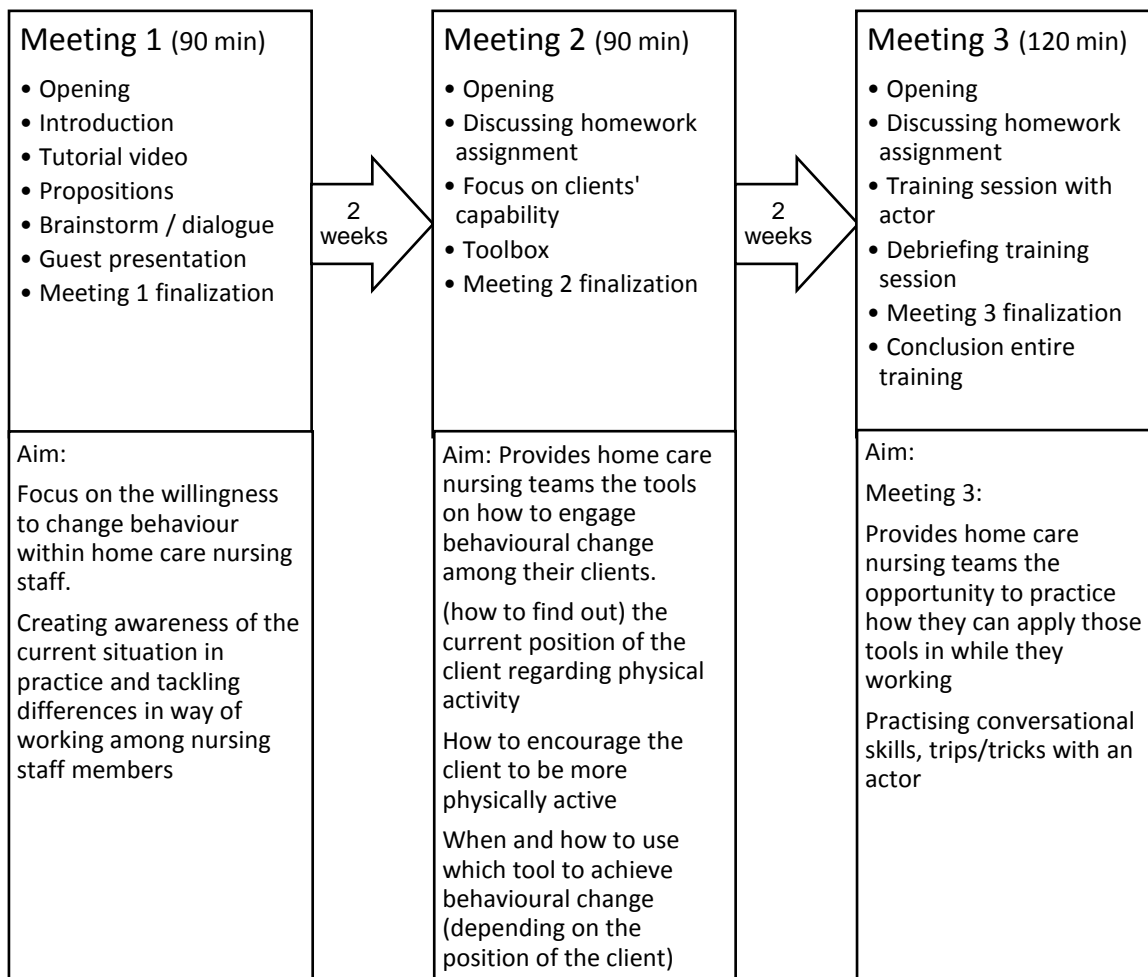 Meeting 1 (90 min)
• Opening
• Introduction
• Tutorial video
• Propositions
• Brainstorm / dialogue
• Guest presentation
• Meeting 1 finalization
Aim:
Focus on the willingness
to change behaviour
within home care nursing
staff.
Creating awareness of the
current situation in
practice and tackling
differences in way of
working among nursing
staff members
2
weeks
Meeting 2 (90 min)
• Opening
• Discussing homework
assignment
• Focus on clients'
capability
• Toolbox
• Meeting 2 finalization
Aim: Provides home care
nursing teams the tools
on how to engage
behavioural change
among their clients.
(how to find out) the
current position of the
client regarding physical
activity
How to encourage the
client to be more
physically active
When and how to use
which tool to achieve
behavioural change
(depending on the
position of the client)
2
weeks
Meeting 3 (120 min)
• Opening
• Discussing homework
assignment
• Training session with
actor
• Debriefing training
session
• Meeting 3 finalization
• Conclusion entire
training
Aim:
Meeting 3:
Provides home care
nursing teams the
opportunity to practice
how they can apply those
tools in while they
working
Practising conversational
skills, trips/tricks with an
actor